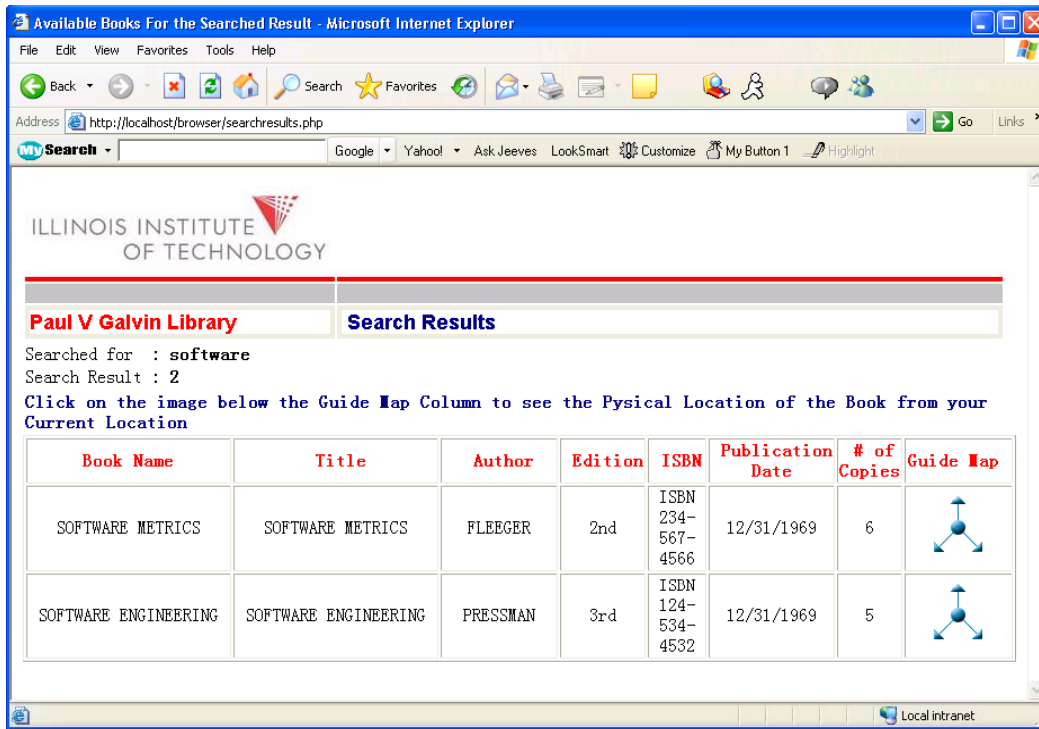 Available Books For the Searched Result - Microsoft Internet Explorer
File Edit View Favorites Tools Help
Back Search Favorites
Address http://localhost/browser/searchresults.php Go Links
My Search Google Yahoo! Ask Jeeves LookSmart Customize My Button 1 Highlight
ILLINOIS INSTITUTE
OF TECHNOLOGY
Paul V Galvin Library Search Results
Searched for : software
Search Result : 2
Click on the image below the Guide Map Column to see the Pysical Location of the Book from your
Current Location
Book Name Title Author Edition ISBN Publication Date # of Copies Guide Map
SOFTWARE METRICS SOFTWARE METRICS FLEEGER 2nd ISBN 234-567-4566 12/31/1969 6
SOFTWARE ENGINEERING SOFTWARE ENGINEERING PRESSMAN 3rd ISBN 124-534-4532 12/31/1969 5
Local intranet